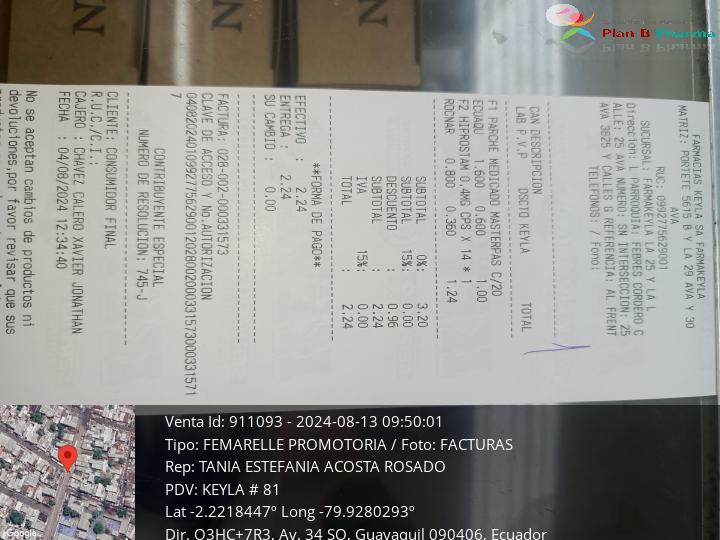 Plan B Pharma
FARMACIAS KEYLA SA FARMAKEYLA
MATRIZ: PORTETE 5615 B Y LA 29 AVA Y 30
AVA
RUC: 0992775629001
SUCURSAL: FARMAKEYLA LA 25 Y LA L
Direccion: L PARROQUIA: FEBRES CORDERO C
ALLE: 25 AVA NUMERO: SN INTERSECCION: 25
AVA 3625 Y CALLES G REFERENCIA: AL FRENT
TELEFONOS: / Fono:
CAN DESCRIPCION
LAB P.V.P DSCTO KEYLA TOTAL
F1 PARCHE MEDICADO MASTERPAS C/20
ECUAQU 1.600 0.600 1.00
F2 HIPROSTAM 0.4MG CPS X 14 * 1
ROCNAR 0.800 0.360 1.24
SUBTOTAL 0%: 3.20
SUBTOTAL 15%: 0.00
DESCUENTO : 0.96
SUBTOTAL : 2.24
IVA 15%: 0.00
TOTAL : 2.24
**FORMA DE PAGO**
EFECTIVO : 2.24
ENTREGA : 2.24
SU CAMBIO : 0.00
FACTURA: 028-002-000331573
CLAVE DE ACCESO Y No.AUTORIZACION
040820240109927756290012028002000331573000331571
7
CONTRIBUYENTE ESPECIAL
NUMERO DE RESOLUCION: 745-J
CLIENTE: CONSUMIDOR FINAL
R.U.C./C.I.:
CAJERO : CHAVEZ CALERO XAVIER JONATHAN
FECHA : 04/08/2024 12:34:40
No se aceptan cambios de productos ni
devoluciones,por favor revisar que sus
Google
Venta Id: 911093 - 2024-08-13 09:50:01
Tipo: FEMARELLE PROMOTORIA / Foto: FACTURAS
Rep: TANIA ESTEFANIA ACOSTA ROSADO
PDV: KEYLA # 81
Lat -2.2218447º Long -79.9280293º
Dir. Q3HC+7R3, Av. 34 SO, Guayaquil 090406, Ecuador